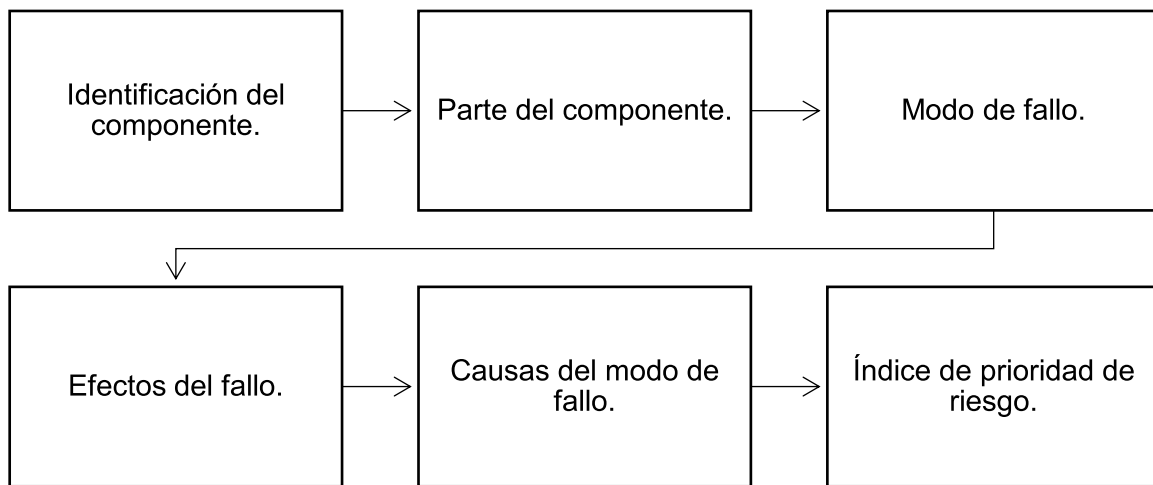 Identificación del
componente.
Parte del componente.
Modo de fallo.
Efectos del fallo.
Causas del modo de
fallo.
Índice de prioridad de
riesgo.